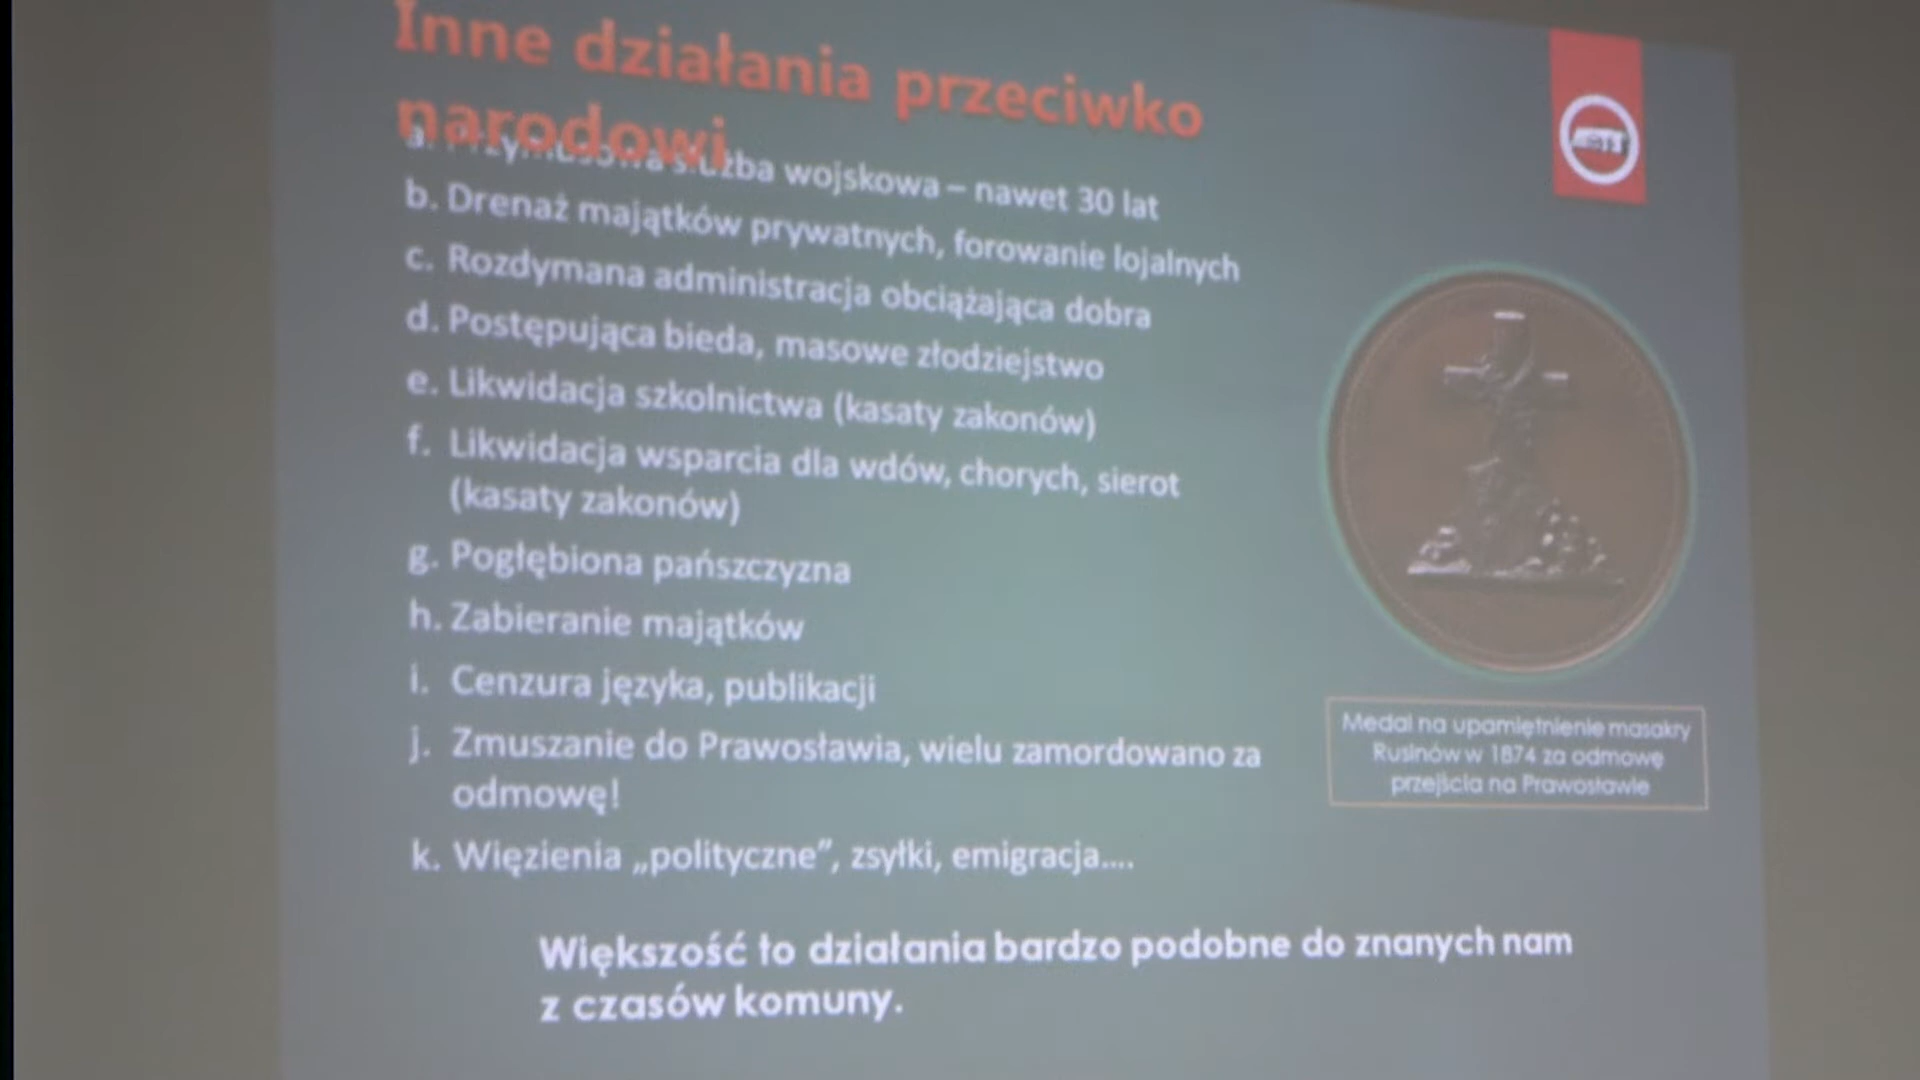 Inne działania przeciwko
narodowi
a. Przymusowa służba wojskowa – nawet 30 lat
b. Drenaż majątków prywatnych, forowanie lojalnych
c. Rozdymana administracja obciążająca dobra
d. Postępująca bieda, masowe złodziejstwo
e. Likwidacja szkolnictwa (kasaty zakonów)
f. Likwidacja wsparcia dla wdów, chorych, sierot
(kasaty zakonów)
g. Pogłębiona pańszczyzna
h. Zabieranie majątków
i. Cenzura języka, publikacji
j. Zmuszanie do Prawosławia, wielu zamordowano za
odmowę!
k. Więzienia „polityczne”, zsyłki, emigracja....
Medal na upamiętnienie masakry
Rusinów w 1874 za odmowę
przejścia na Prawosławie
Większość to działania bardzo podobne do znanych nam
z czasów komuny.